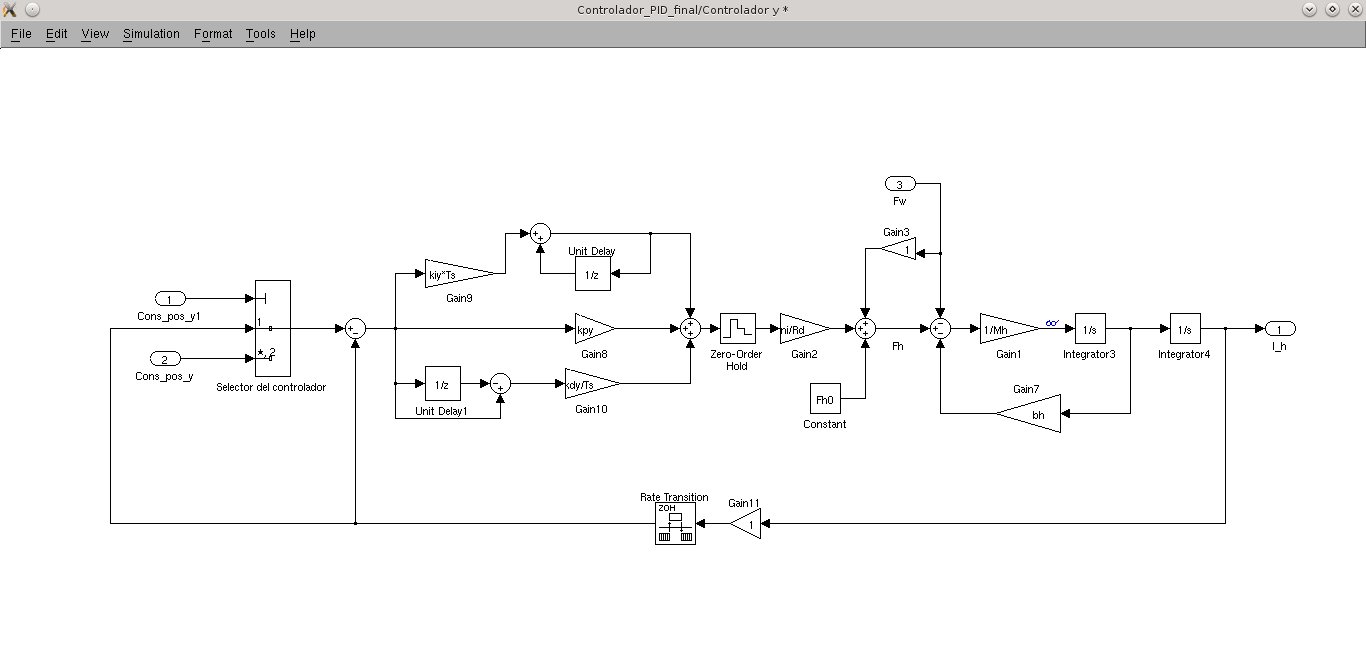 Controlador_PID_final/Controlador y *
File Edit View Simulation Format Tools Help
3
Fw
Gain3
1
kiy*Ts
Gain9
Unit Delay
1/z
1
Cons_pos_y1
2
Cons_pos_y
1
*, 2
Selector del controlador
kpy
Gain8
1/z
Unit Delay1
kdy/Ts
Gain10
Zero-Order
Hold
ni/Rd
Gain2
Fh0
Constant
Fh
1/Mh
Gain1
1/s
Integrator3
1/s
Integrator4
1
l_h
Gain7
bh
Rate Transition
ZOH
Gain11
1